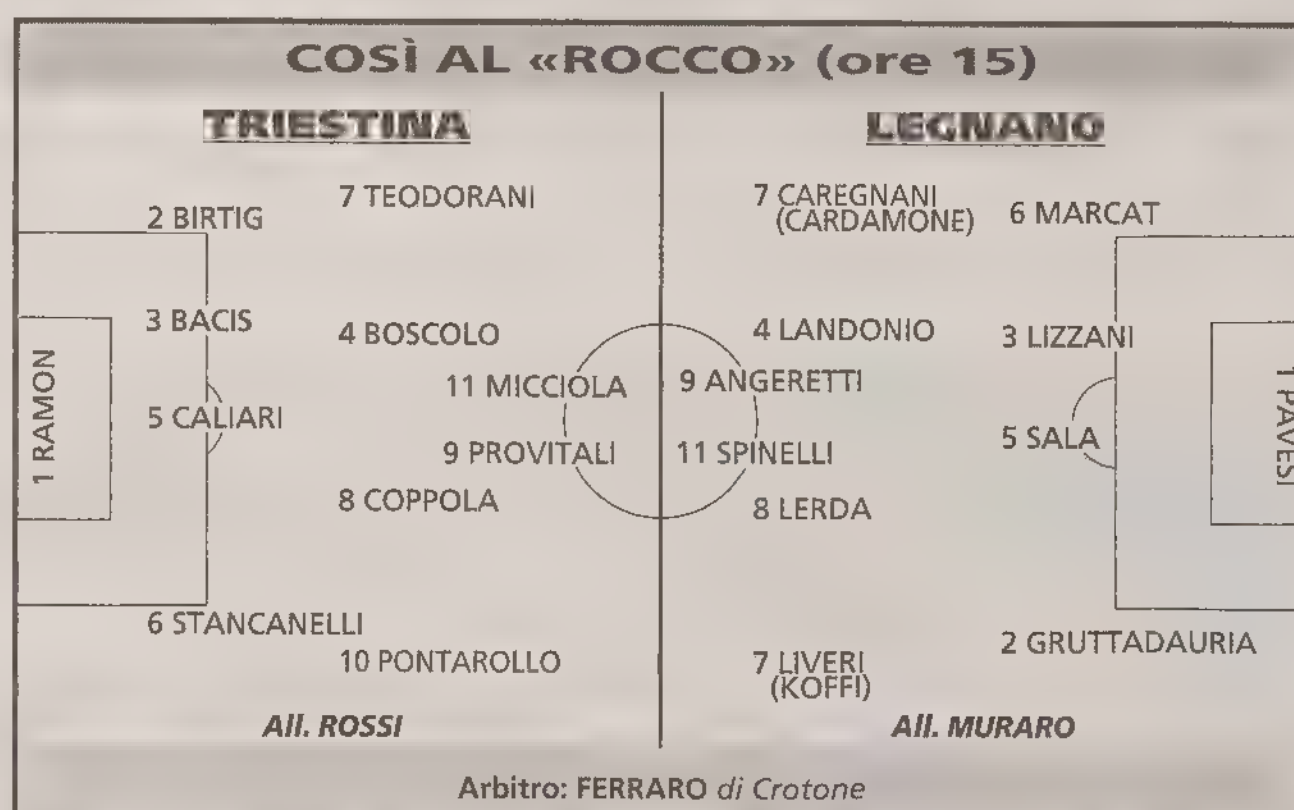 COSÌ AL «ROCCO» (ore 15)
TRIESTINA
1 RAMON
2 BIRTIG
3 BACIS
5 CALIARI
6 STANCANELLI
7 TEODORANI
4 BOSCOLO
8 COPPOLA
10 PONTAROLLO
11 MICCIOLA
9 PROVITALI
All. ROSSI
LEGNANO
7 CAREGNANI
(CARDAMONE)
4 LANDONIO
9 ANGERETTI
11 SPINELLI
8 LERDA
7 LIVERI
(KOFFI)
6 MARCAT
3 LIZZANI
5 SALA
2 GRUTTADAURIA
1 PAVESI
All. MURARO
Arbitro: FERRARO di Crotone